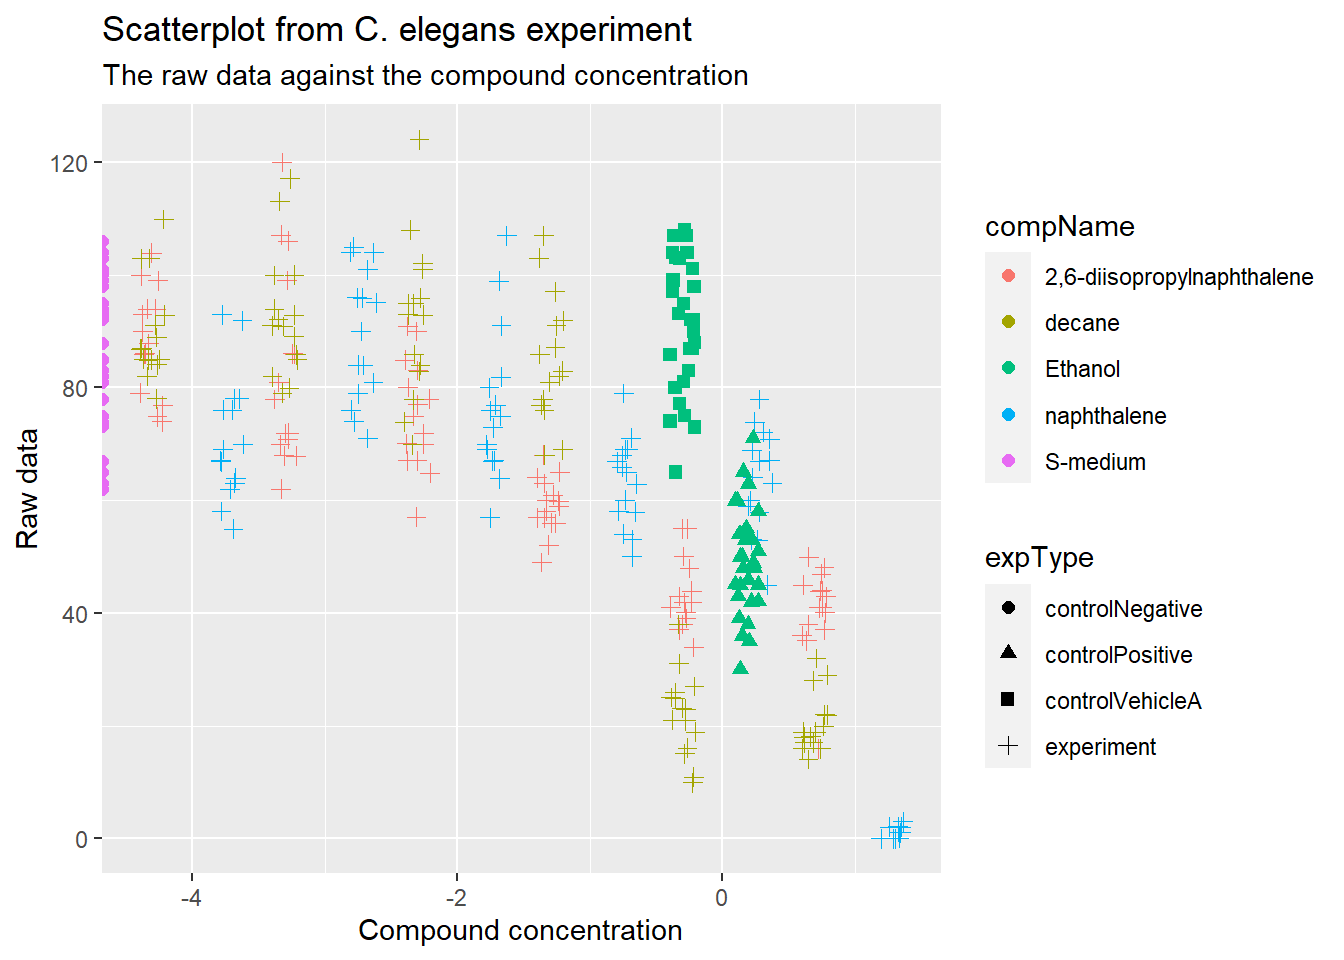 Scatterplot from C. elegans experiment
The raw data against the compound concentration
120
80
40
0
Raw data
-4
-2
0
Compound concentration
compName
2,6-diisopropylnaphthalene
decane
Ethanol
naphthalene
S-medium
expType
controlNegative
controlPositive
controlVehicleA
experiment